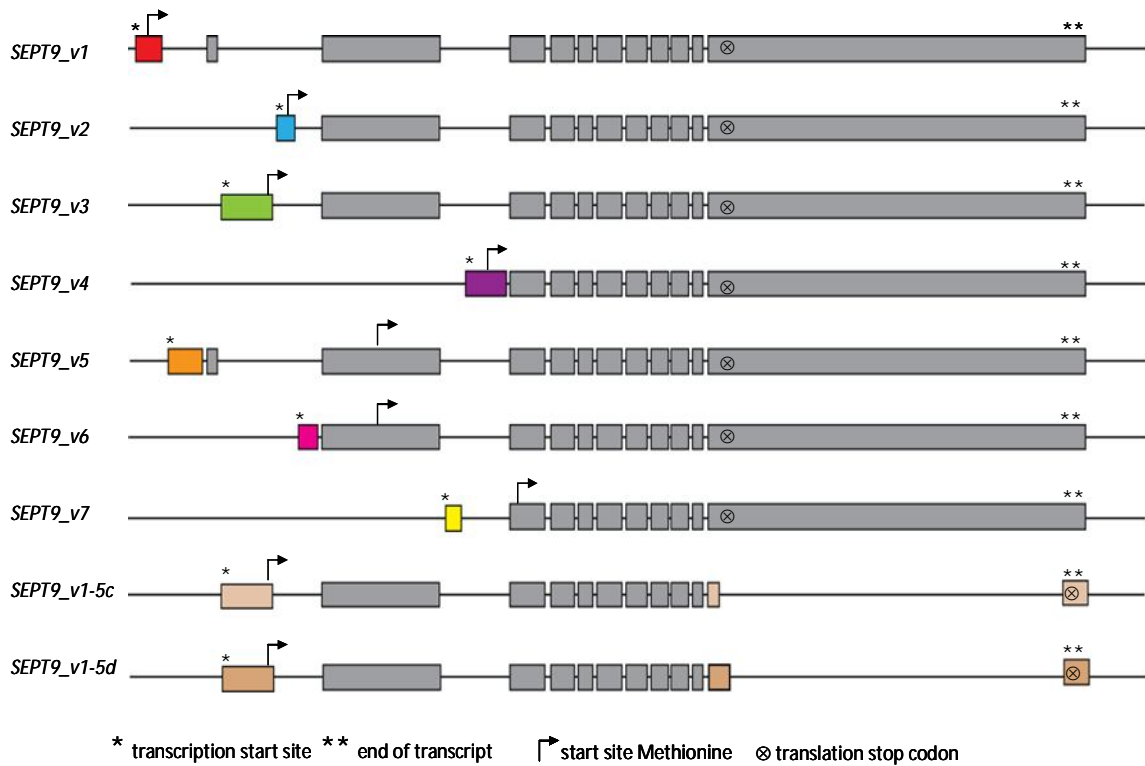 * * *
SEPT9_v1
* * *
SEPT9_v2
* * *
SEPT9_v3
* * *
SEPT9_v4
* * *
SEPT9_v5
* * *
SEPT9_v6
* * *
SEPT9_v7
* * *
SEPT9_v1-5c
* * *
SEPT9_v1-5d
* transcription start site ** end of transcript start site Methionine ⊗ translation stop codon